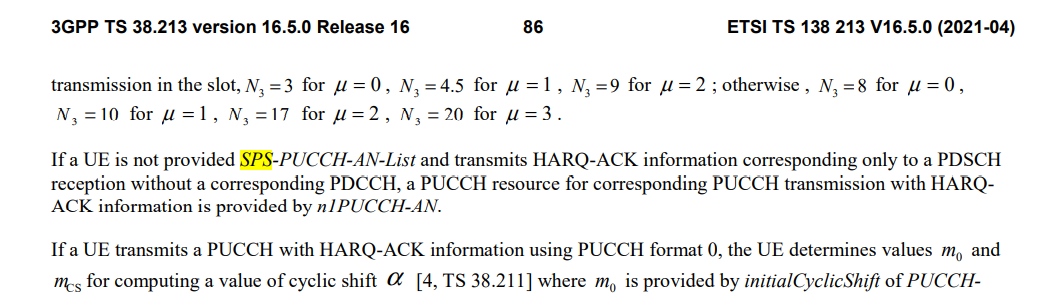 3GPP TS 38.213 version 16.5.0 Release 16 86 ETSI TS 138 213 V16.5.0 (2021-04)
transmission in the slot, N₃ = 3 for μ = 0, N₃ = 4.5 for μ = 1, N₃ = 9 for μ = 2; otherwise, N₃ = 8 for μ = 0,
N₃ = 10 for μ = 1, N₃ = 17 for μ = 2, N₃ = 20 for μ = 3.
If a UE is not provided SPS-PUCCH-AN-List and transmits HARQ-ACK information corresponding only to a PDSCH
reception without a corresponding PDCCH, a PUCCH resource for corresponding PUCCH transmission with HARQ-
ACK information is provided by n1PUCCH-AN.
If a UE transmits a PUCCH with HARQ-ACK information using PUCCH format 0, the UE determines values m₀ and
m_CS for computing a value of cyclic shift α [4, TS 38.211] where m₀ is provided by initialCyclicShift of PUCCH-